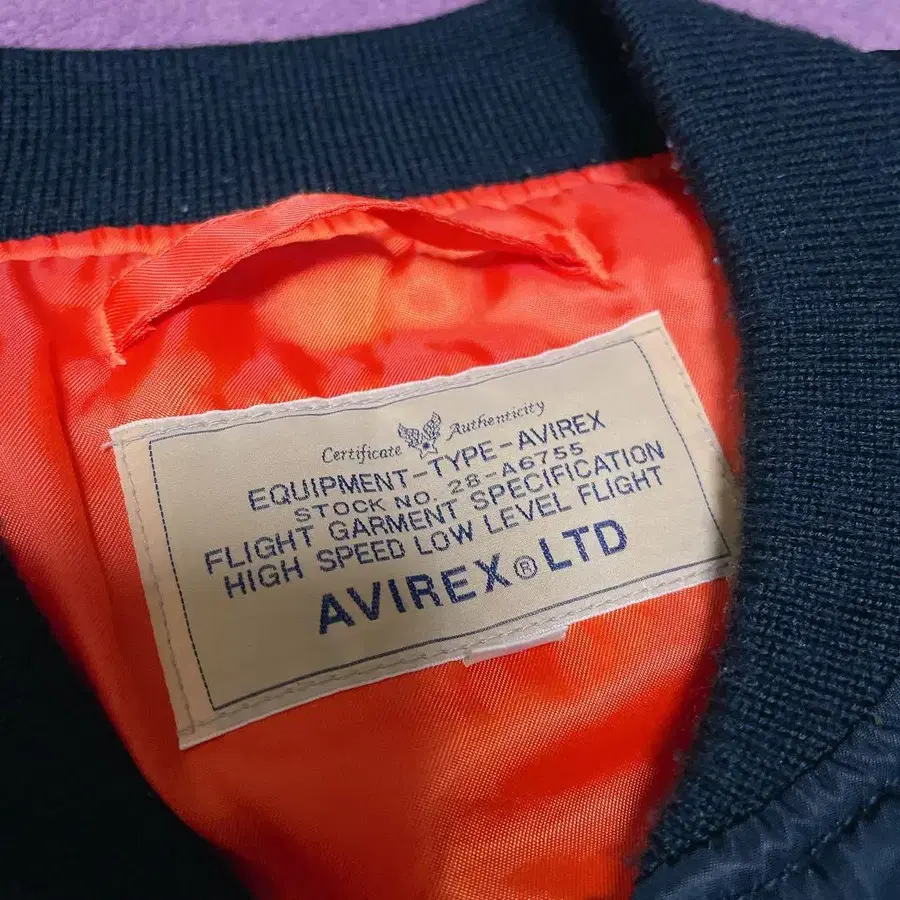 Certificate Authenticity
EQUIPMENT-TYPE-AVIREX
STOCK NO. 28-A6755
FLIGHT GARMENT SPECIFICATION
HIGH SPEED LOW LEVEL FLIGHT
AVIREX® LTD